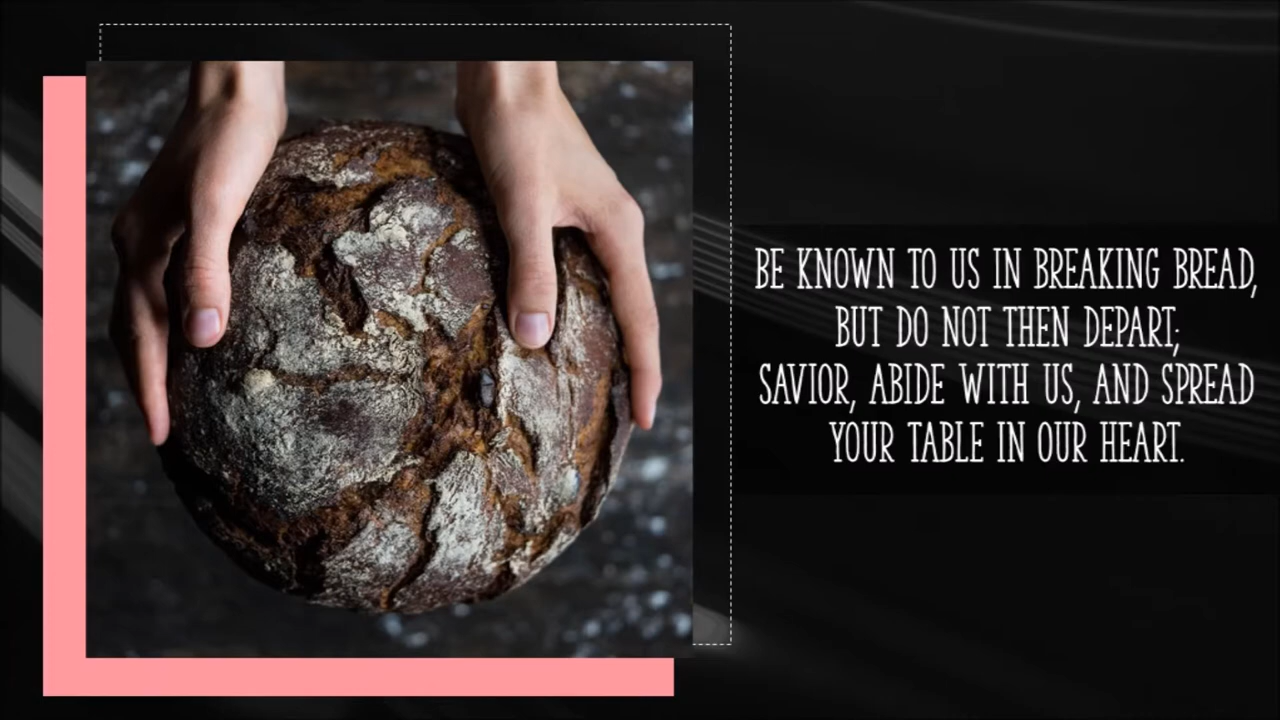 BE KNOWN TO US IN BREAKING BREAD,
BUT DO NOT THEN DEPART;
SAVIOR, ABIDE WITH US, AND SPREAD
YOUR TABLE IN OUR HEART.